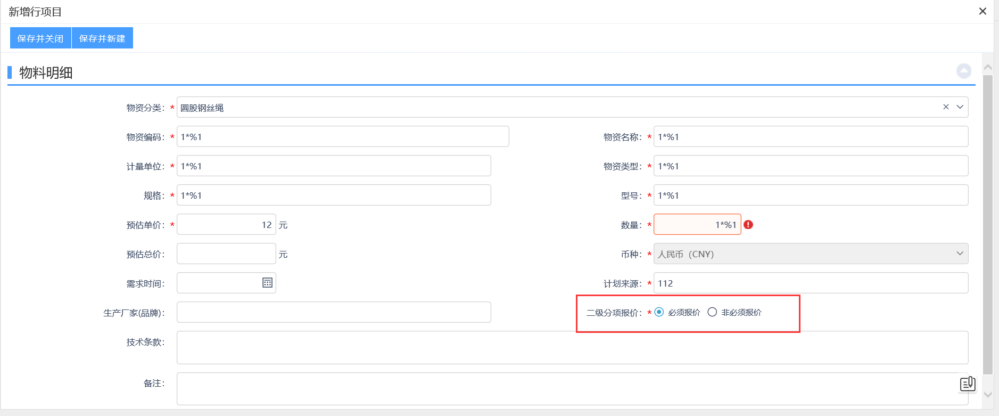 新增行项目
保存并关闭 保存并新建
物料明细
物资分类: * 圆股钢丝绳
物资编码: * 1*%1 物资名称: * 1*%1
计量单位: * 1*%1 物资类型: * 1*%1
规格: * 1*%1 型号: * 1*%1
预估单价: * 12 元 数量: * 1*%1
预估总价: 元 币种: * 人民币（CNY）
需求时间: 计划来源: * 112
生产厂家(品牌): 二级分项报价: * 必须报价 非必须报价
技术条款:
备注: